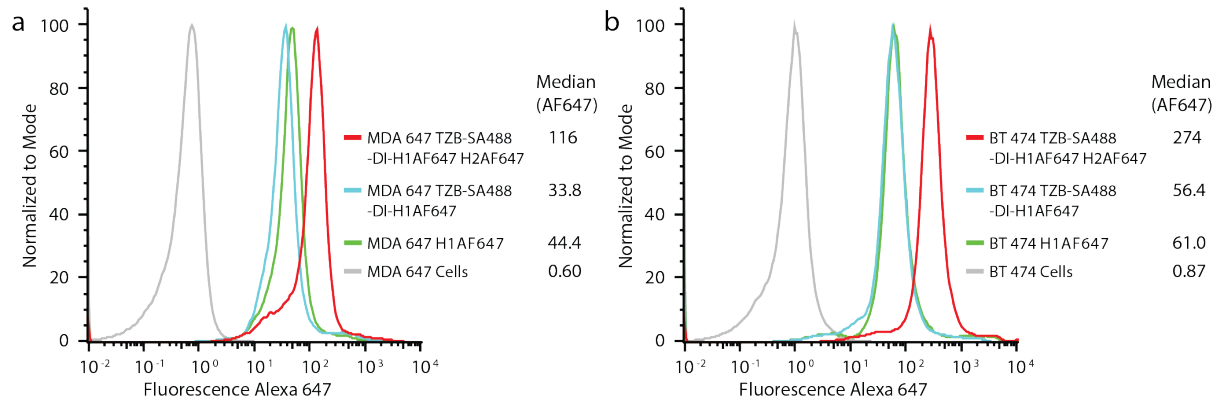 a
Normalized to Mode
100
80
60
40
20
0
10-2
10-1
100
101
102
103
104
Fluorescence Alexa 647
Median
(AF647)
MDA 647 TZB-SA488
-DI-H1AF647 H2AF647
116
MDA 647 TZB-SA488
-DI-H1AF647
33.8
MDA 647 H1AF647
44.4
MDA 647 Cells
0.60
b
Normalized to Mode
100
80
60
40
20
0
10-2
10-1
100
101
102
103
104
Fluorescence Alexa 647
Median
(AF647)
BT 474 TZB-SA488
-DI-H1AF647 H2AF647
274
BT 474 TZB-SA488
-DI-H1AF647
56.4
BT 474 H1AF647
61.0
BT 474 Cells
0.87